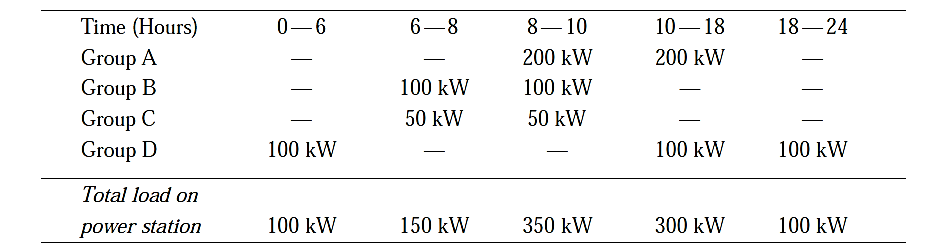 Time (Hours) 0—6 6—8 8—10 10—18 18—24
Group A — — 200 kW 200 kW —
Group B — 100 kW 100 kW — —
Group C — 50 kW 50 kW — —
Group D 100 kW — — 100 kW 100 kW
Total load on
power station 100 kW 150 kW 350 kW 300 kW 100 kW